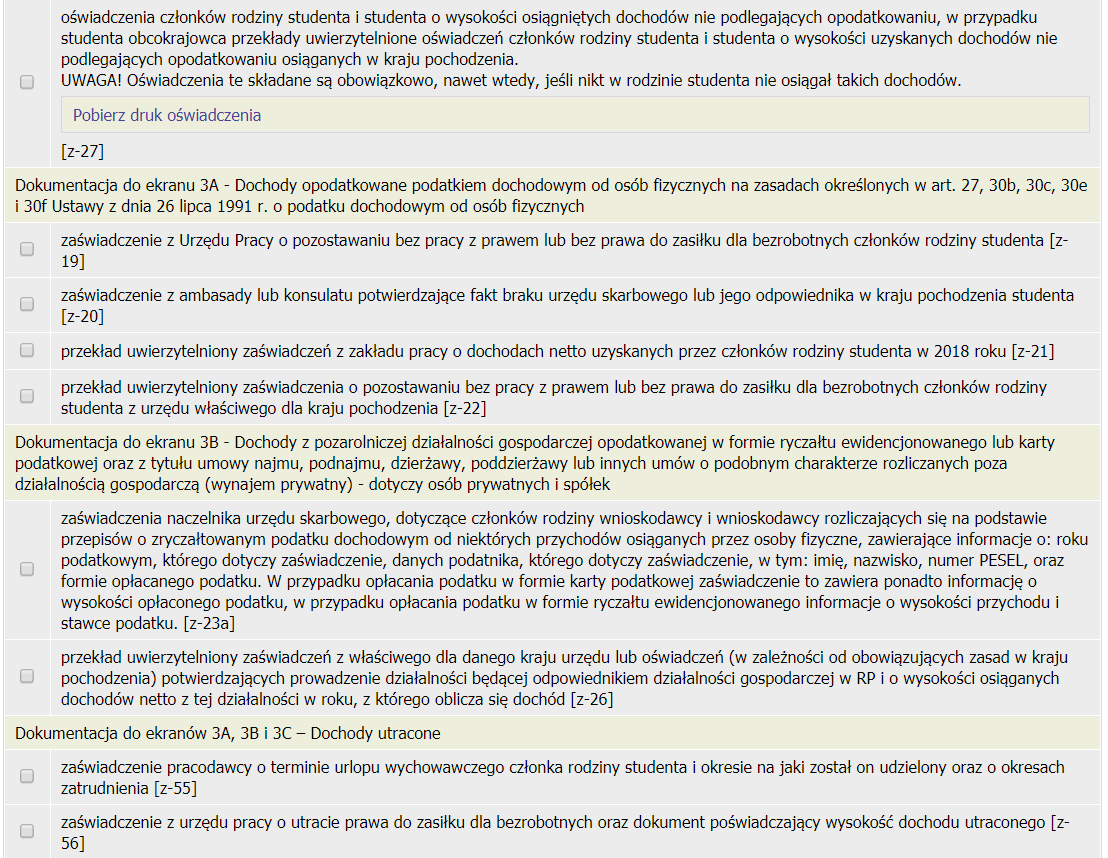 oświadczenia członków rodziny studenta i studenta o wysokości osiągniętych dochodów nie podlegających opodatkowaniu, w przypadku
studenta obcokrajowca przekłady uwierzytelnione oświadczeń członków rodziny studenta i studenta o wysokości uzyskanych dochodów nie
podlegających opodatkowaniu osiąganych w kraju pochodzenia.
UWAGA! Oświadczenia te składane są obowiązkowo, nawet wtedy, jeśli nikt w rodzinie studenta nie osiągał takich dochodów.
Pobierz druk oświadczenia
[z-27]
Dokumentacja do ekranu 3A - Dochody opodatkowane podatkiem dochodowym od osób fizycznych na zasadach określonych w art. 27, 30b, 30c, 30e
i 30f Ustawy z dnia 26 lipca 1991 r. o podatku dochodowym od osób fizycznych
zaświadczenie z Urzędu Pracy o pozostawaniu bez pracy z prawem lub bez prawa do zasiłku dla bezrobotnych członków rodziny studenta [z-
19]
zaświadczenie z ambasady lub konsulatu potwierdzające fakt braku urzędu skarbowego lub jego odpowiednika w kraju pochodzenia studenta
[z-20]
przekład uwierzytelniony zaświadczeń z zakładu pracy o dochodach netto uzyskanych przez członków rodziny studenta w 2018 roku [z-21]
przekład uwierzytelniony zaświadczenia o pozostawaniu bez pracy z prawem lub bez prawa do zasiłku dla bezrobotnych członków rodziny
studenta z urzędu właściwego dla kraju pochodzenia [z-22]
Dokumentacja do ekranu 3B - Dochody z pozarolniczej działalności gospodarczej opodatkowanej w formie ryczałtu ewidencjonowanego lub karty
podatkowej oraz z tytułu umowy najmu, podnajmu, dzierżawy, poddzierżawy lub innych umów o podobnym charakterze rozliczanych poza
działalnością gospodarczą (wynajem prywatny) - dotyczy osób prywatnych i spółek
zaświadczenia naczelnika urzędu skarbowego, dotyczące członków rodziny wnioskodawcy i wnioskodawcy rozliczających się na podstawie
przepisów o zryczałtowanym podatku dochodowym od niektórych przychodów osiąganych przez osoby fizyczne, zawierające informacje o: roku
podatkowym, którego dotyczy zaświadczenie, danych podatnika, którego dotyczy zaświadczenie, w tym: imię, nazwisko, numer PESEL, oraz
formie opłacanego podatku. W przypadku opłacania podatku w formie karty podatkowej zaświadczenie to zawiera ponadto informację o
wysokości opłaconego podatku, w przypadku opłacania podatku w formie ryczałtu ewidencjonowanego informacje o wysokości przychodu i
stawce podatku. [z-23a]
przekład uwierzytelniony zaświadczeń z właściwego dla danego kraju urzędu lub oświadczeń (w zależności od obowiązujących zasad w kraju
pochodzenia) potwierdzających prowadzenie działalności będącej odpowiednikiem działalności gospodarczej w RP i o wysokości osiąganych
dochodów netto z tej działalności w roku, z którego oblicza się dochód [z-26]
Dokumentacja do ekranów 3A, 3B i 3C – Dochody utracone
zaświadczenie pracodawcy o terminie urlopu wychowawczego członka rodziny studenta i okresie na jaki został on udzielony oraz o okresach
zatrudnienia [z-55]
zaświadczenie z urzędu pracy o utracie prawa do zasiłku dla bezrobotnych oraz dokument poświadczający wysokość dochodu utraconego [z-
56]